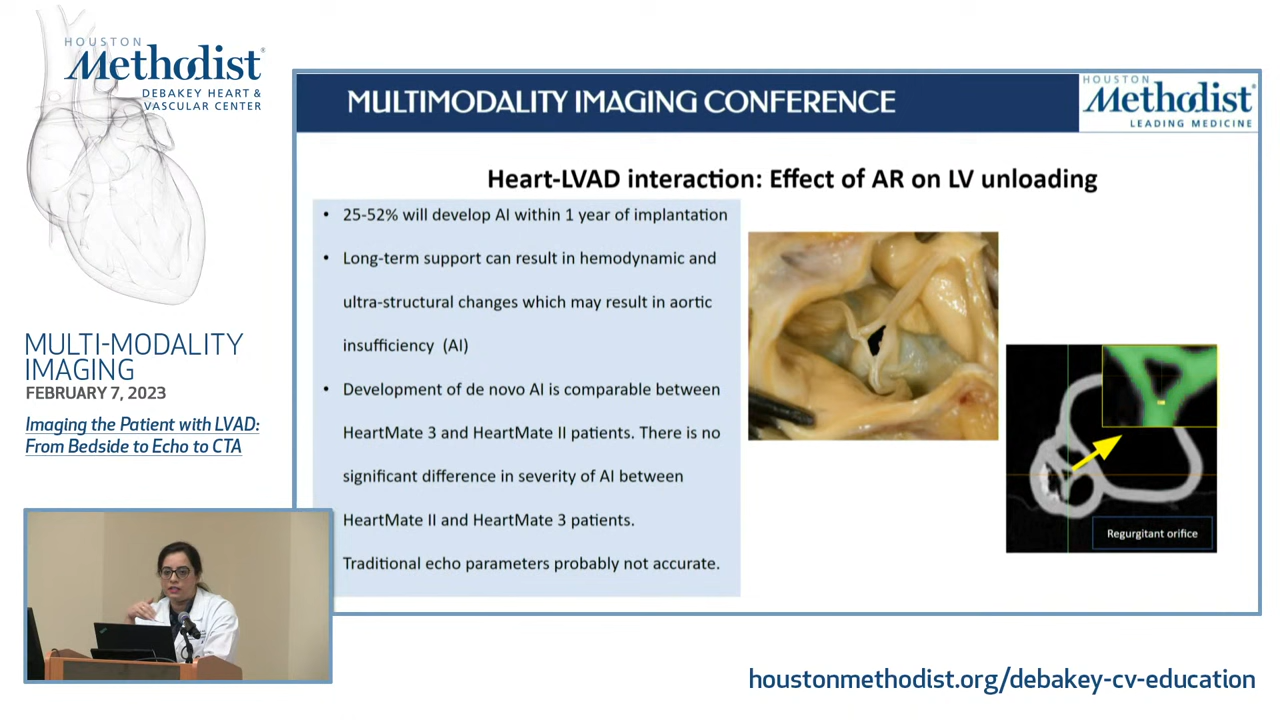 HOUSTON
Methodist
DEBAKEY HEART &
VASCULAR CENTER
MULTI-MODALITY
IMAGING
FEBRUARY 7, 2023
Imaging the Patient with LVAD:
From Bedside to Echo to CTA
MULTIMODALITY IMAGING CONFERENCE
HOUSTON
Methodist
LEADING MEDICINE
Heart-LVAD interaction: Effect of AR on LV unloading
• 25-52% will develop AI within 1 year of implantation
• Long-term support can result in hemodynamic and
ultra-structural changes which may result in aortic
insufficiency (AI)
• Development of de novo AI is comparable between
HeartMate 3 and HeartMate II patients. There is no
significant difference in severity of AI between
HeartMate II and HeartMate 3 patients.
Traditional echo parameters probably not accurate.
Regurgitant orifice
houstonmethodist.org/debakey-cv-education